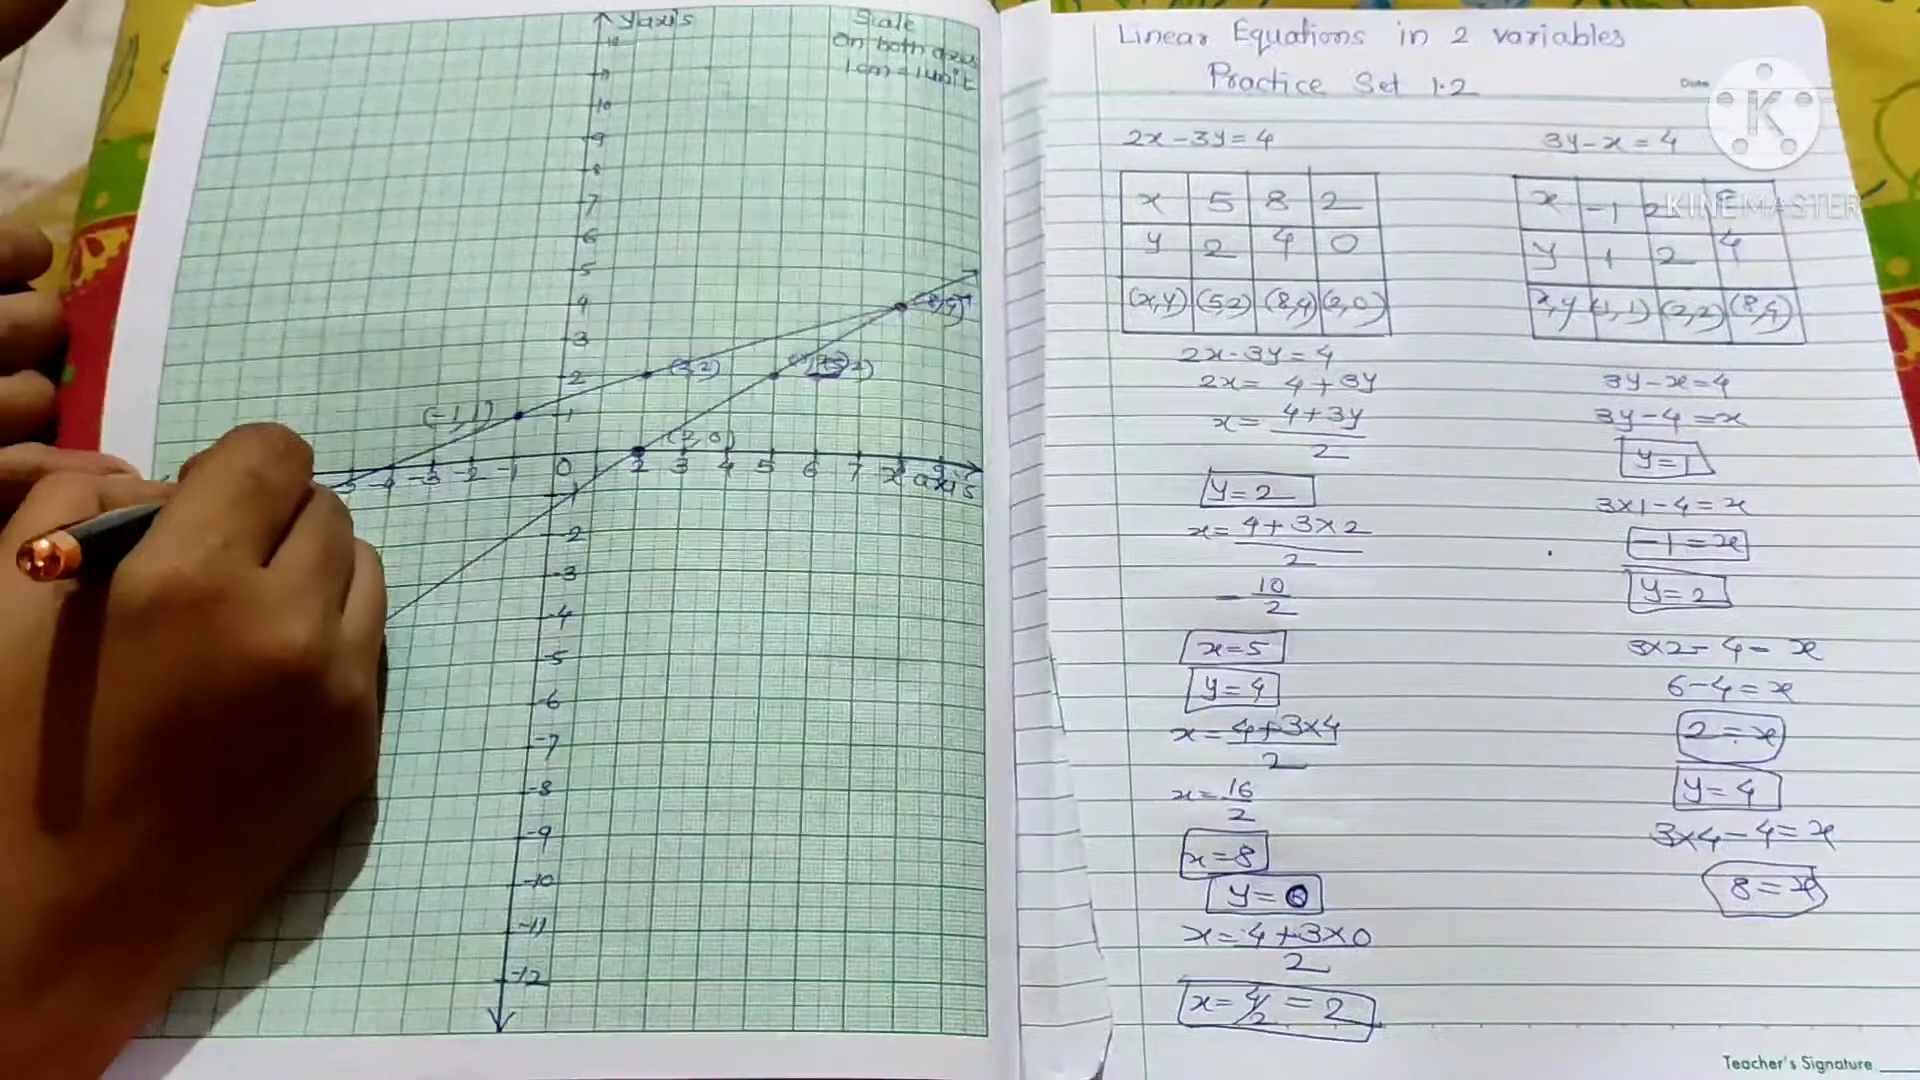 y axis
Scale
On both axis
1 cm = 1 unit
12
11
10
9
8
7
6
5
4
3
2
1
(8,4)
(2,2)
(-1,1)
(2,0)
-5 -4 -3 -2 -1 0 2 3 4 5 6 7 8 9
x axis
-2
-3
-4
-5
-6
-7
-8
-9
-10
-11
-12
Linear Equations in 2 variables
Practice Set 1.2
Date
K
KINEMASTER
2x-3y=4
x 5 8 2
y 2 4 0
(x,y) (5,2) (8,4) (2,0)
2x-3y=4
2x= 4+3y
x= 4+3y
2
y=2
x= 4+3×2
2
= 10
2
x=5
y=4
x= 4+3×4
2
x= 16
2
x=8
y=0
x= 4+3×0
2
x= 4/2 = 2
3y-x=4
x -1 2 8
y 1 2 4
x,y (-1,1) (2,2) (8,4)
3y-x=4
3y-4=x
y=1
3×1-4=x
-1=x
y=2
3×2-4=x
6-4=x
2=x
y=4
3×4-4=x
8=x
Teacher's Signature